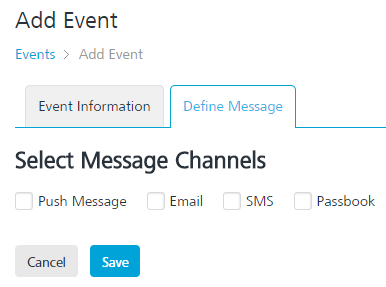 Add Event
Events > Add Event
Event Information Define Message
Select Message Channels
Push Message Email SMS Passbook
Cancel Save